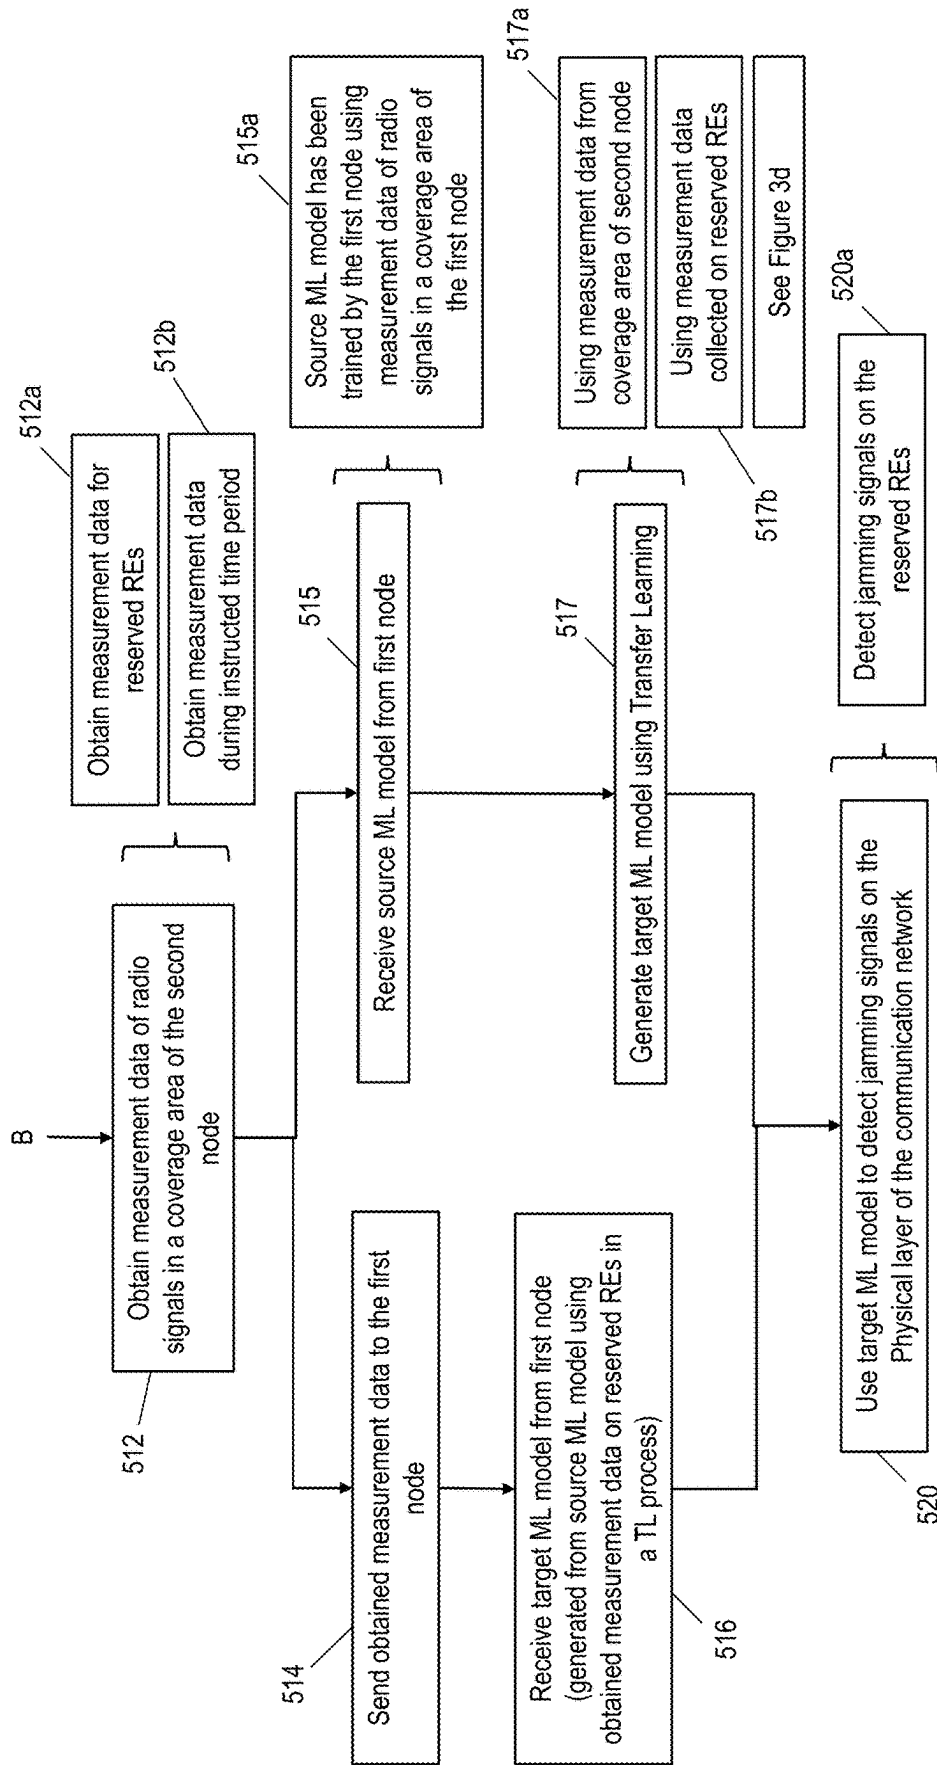 B
Obtain measurement data of radio
signals in a coverage area of the second
node
512
Obtain measurement data for
reserved REs
512a
Obtain measurement data
during instructed time period
512b
Send obtained measurement data to the first
node
514
Receive source ML model from first node
515
Source ML model has been
trained by the first node using
measurement data of radio
signals in a coverage area of
the first node
515a
Receive target ML model from first node
(generated from source ML model using
obtained measurement data on reserved REs in
a TL process)
516
Generate target ML model using Transfer Learning
517
Using measurement data from
coverage area of second node
517a
Using measurement data
collected on reserved REs
517b
See Figure 3d
Use target ML model to detect jamming signals on the
Physical layer of the communication network
520
Detect jamming signals on the
reserved REs
520a